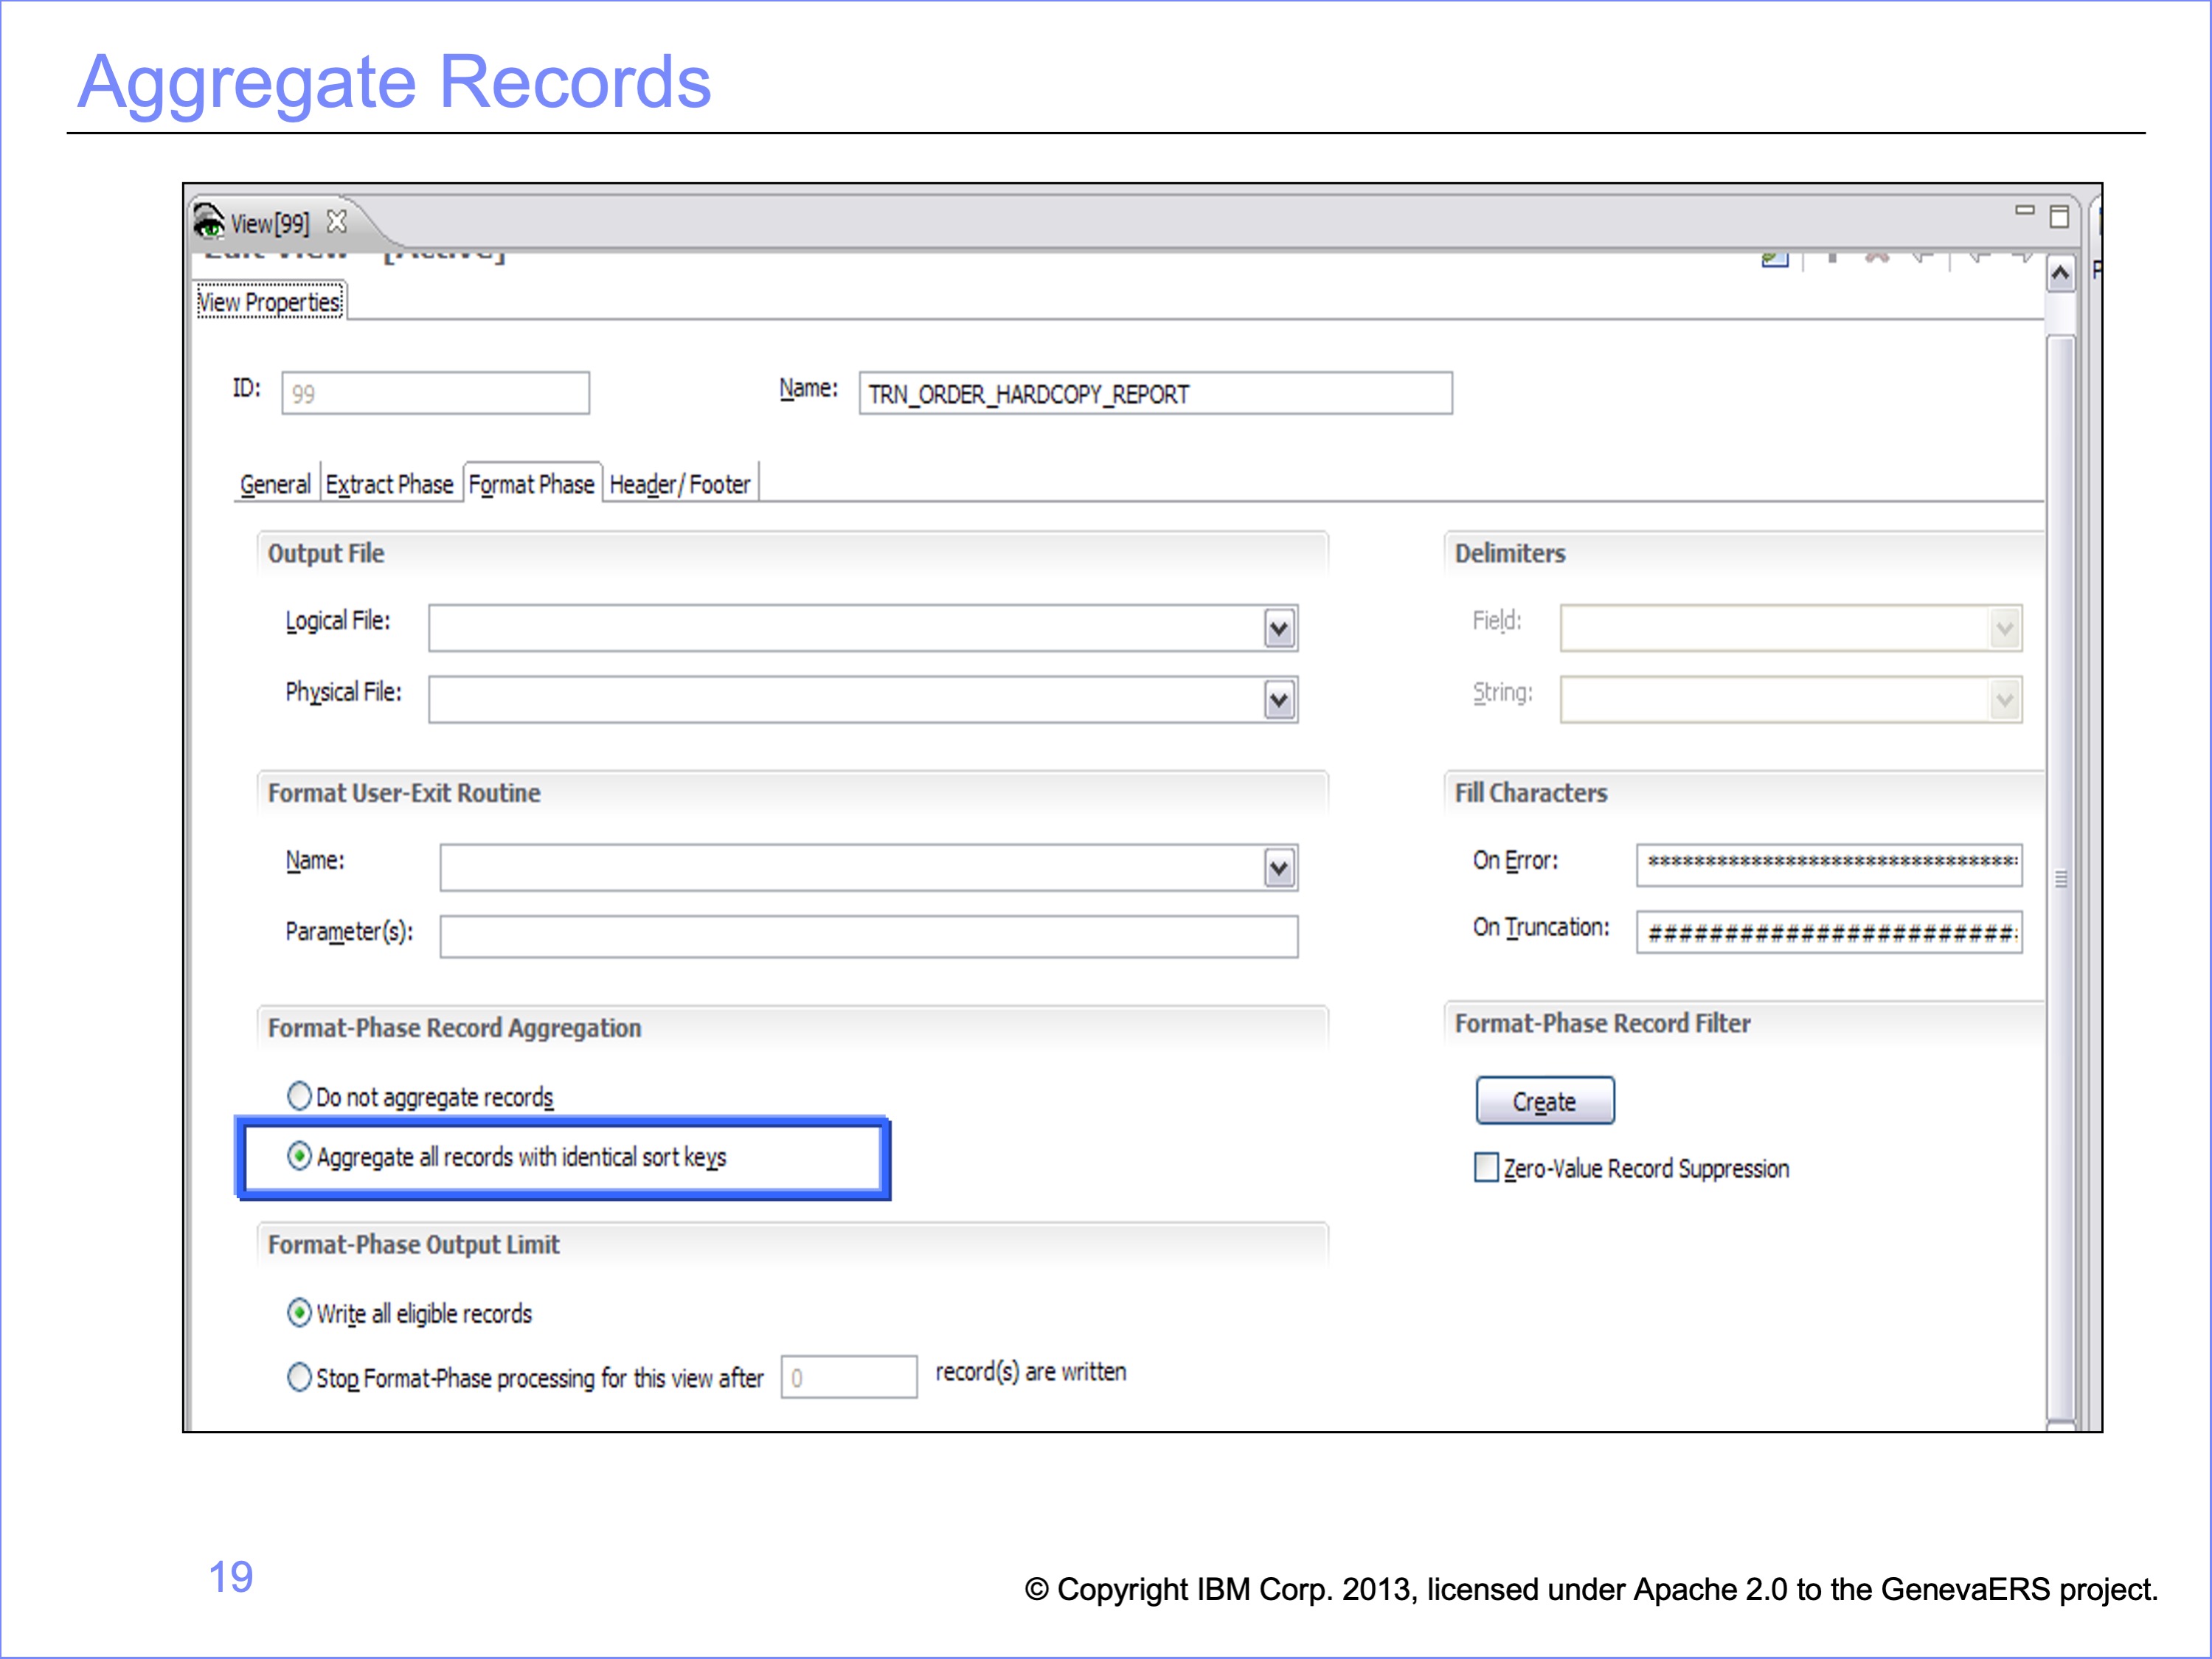 Aggregate Records
View[99]
Edit View [Active]
View Properties
ID: 99 Name: TRN_ORDER_HARDCOPY_REPORT
General Extract Phase Format Phase Header/Footer
Output File Delimiters
Logical File: Field:
Physical File: String:
Format User-Exit Routine Fill Characters
Name: On Error: ********************************
Parameter(s): On Truncation: ########################
Format-Phase Record Aggregation Format-Phase Record Filter
Do not aggregate records Create
Aggregate all records with identical sort keys Zero-Value Record Suppression
Format-Phase Output Limit
Write all eligible records
Stop Format-Phase processing for this view after 0 record(s) are written
19
© Copyright IBM Corp. 2013, licensed under Apache 2.0 to the GenevaERS project.